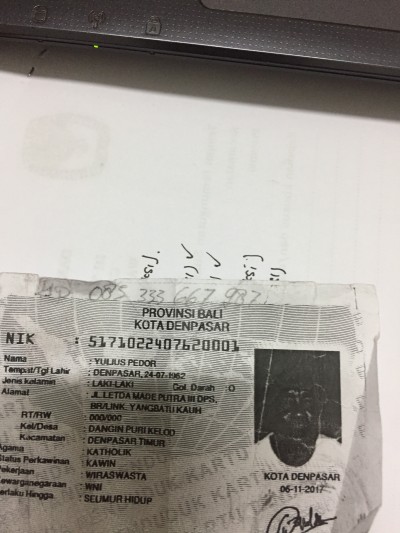 085 333 667 987
PROVINSI BALI
KOTA DENPASAR
NIK : 5171022407620001
Nama : YULIUS PEDOR
Tempat/Tgl Lahir : DENPASAR, 24-07-1962
Jenis kelamin : LAKI-LAKI Gol. Darah : O
Alamat : JL.LETDA MADE PUTRA III DPS,
BR/LINK. YANGBATU KAUH
RT/RW : 000/000
Kel/Desa : DANGIN PURI KELOD
Kecamatan : DENPASAR TIMUR
Agama : KATHOLIK
Status Perkawinan : KAWIN
Pekerjaan : WIRASWASTA
Kewarganegaraan : WNI
Berlaku Hingga : SEUMUR HIDUP
KOTA DENPASAR
06-11-2017